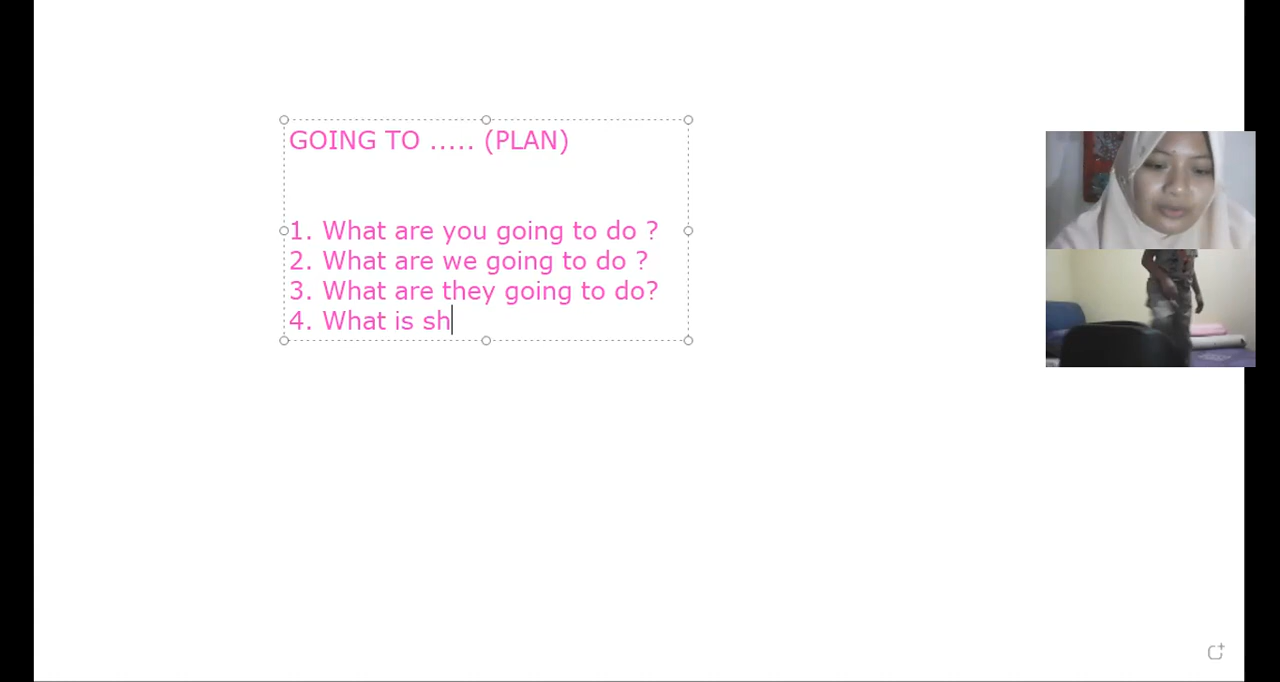 GOING TO ..... (PLAN)
1. What are you going to do ?
2. What are we going to do ?
3. What are they going to do?
4. What is sh